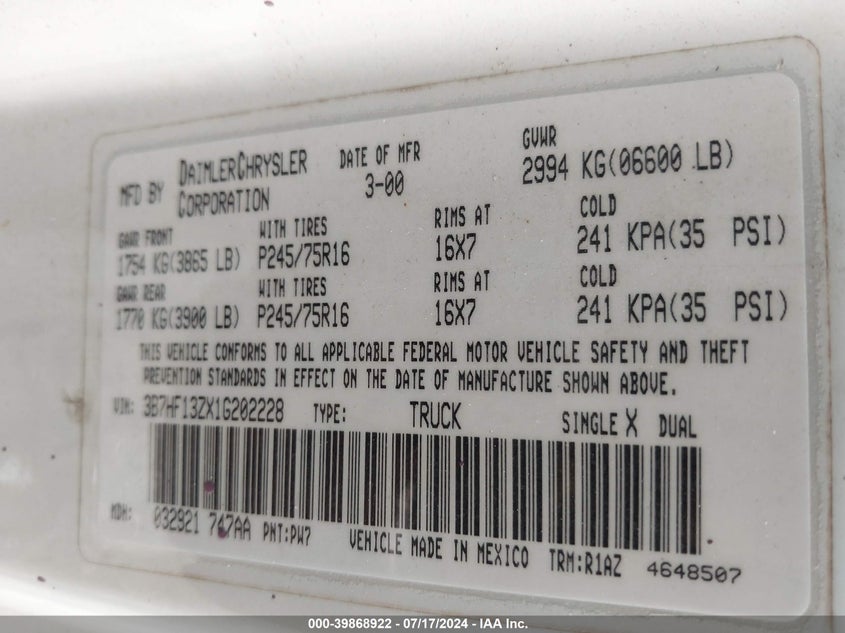 MFD BY DAIMLERCHRYSLER CORPORATION DATE OF MFR 3-00 GVWR 2994 KG(06600 LB)
GAWR FRONT WITH TIRES RIMS AT COLD
1754 KG(3865 LB) P245/75R16 16X7 241 KPA(35 PSI)
GAWR REAR WITH TIRES RIMS AT COLD
1770 KG(3900 LB) P245/75R16 16X7 241 KPA(35 PSI)
THIS VEHICLE CONFORMS TO ALL APPLICABLE FEDERAL MOTOR VEHICLE SAFETY AND THEFT
PREVENTION STANDARDS IN EFFECT ON THE DATE OF MANUFACTURE SHOWN ABOVE.
VIN: 3B7HF13ZX1G202228 TYPE: TRUCK SINGLE X DUAL
MDH: 032921 747AA PNT:PW7 VEHICLE MADE IN MEXICO TRM:R1AZ 4648507
000-39868922 - 07/17/2024 - IAA Inc.